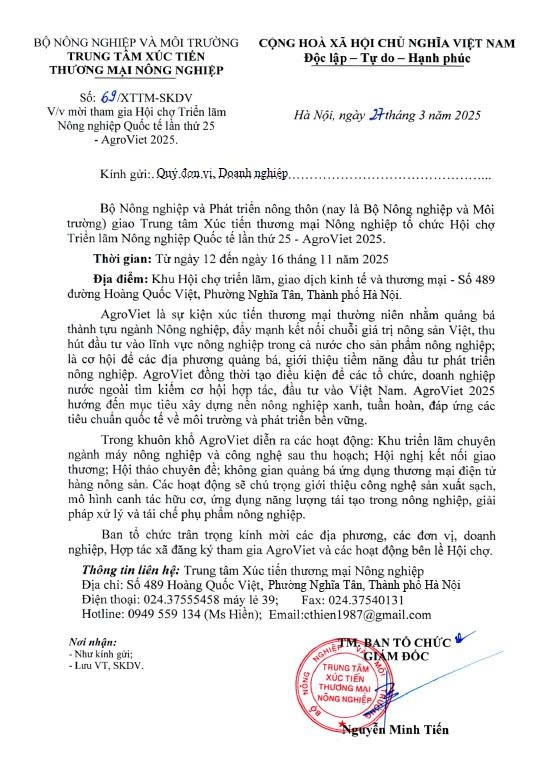 BỘ NÔNG NGHIỆP VÀ MÔI TRƯỜNG
TRUNG TÂM XÚC TIẾN
THƯƠNG MẠI NÔNG NGHIỆP
CỘNG HOÀ XÃ HỘI CHỦ NGHĨA VIỆT NAM
Độc lập – Tự do – Hạnh phúc
Số: 69/XTTM-SKDV
V/v mời tham gia Hội chợ Triển lãm
Nông nghiệp Quốc tế lần thứ 25
- AgroViet 2025.
Hà Nội, ngày 27 tháng 3 năm 2025
Kính gửi:. Quý đơn vị, Doanh nghiệp……………………………………...
Bộ Nông nghiệp và Phát triển nông thôn (nay là Bộ Nông nghiệp và Môi
trường) giao Trung tâm Xúc tiến thương mại Nông nghiệp tổ chức Hội chợ
Triển lãm Nông nghiệp Quốc tế lần thứ 25 - AgroViet 2025.
Thời gian: Từ ngày 12 đến ngày 16 tháng 11 năm 2025
Địa điểm: Khu Hội chợ triển lãm, giao dịch kinh tế và thương mại - Số 489
đường Hoàng Quốc Việt, Phường Nghĩa Tân, Thành phố Hà Nội.
AgroViet là sự kiện xúc tiến thương mại thường niên nhằm quảng bá
thành tựu ngành Nông nghiệp, đẩy mạnh kết nối chuỗi giá trị nông sản Việt, thu
hút đầu tư vào lĩnh vực nông nghiệp trong cả nước cho sản phẩm nông nghiệp;
là cơ hội để các địa phương quảng bá, giới thiệu tiềm năng đầu tư phát triển
nông nghiệp. AgroViet đồng thời tạo điều kiện để các tổ chức, doanh nghiệp
nước ngoài tìm kiếm cơ hội hợp tác, đầu tư vào Việt Nam. AgroViet 2025
hướng đến mục tiêu xây dựng nền nông nghiệp xanh, tuần hoàn, đáp ứng các
tiêu chuẩn quốc tế về môi trường và phát triển bền vững.
Trong khuôn khổ AgroViet diễn ra các hoạt động: Khu triển lãm chuyên
ngành máy nông nghiệp và công nghệ sau thu hoạch; Hội nghị kết nối giao
thương; Hội thảo chuyên đề; không gian quảng bá ứng dụng thương mại điện tử
hàng nông sản. Các hoạt động sẽ chú trọng giới thiệu công nghệ sản xuất sạch,
mô hình canh tác hữu cơ, ứng dụng năng lượng tái tạo trong nông nghiệp, giải
pháp xử lý và tái chế phụ phẩm nông nghiệp.
Ban tổ chức trân trọng kính mời các địa phương, các đơn vị, doanh
nghiệp, Hợp tác xã đăng ký tham gia AgroViet và các hoạt động bên lề Hội chợ.
Thông tin liên hệ: Trung tâm Xúc tiến thương mại Nông nghiệp
Địa chỉ: Số 489 Hoàng Quốc Việt, Phường Nghĩa Tân, Thành phố Hà Nội
Điện thoại: 024.37555458 máy lẻ 39; Fax: 024.37540131
Hotline: 0949 559 134 (Ms Hiền); Email:cthien1987@gmail.com
Nơi nhận:
- Như kính gửi;
- Lưu VT, SKDV.
TM. BAN TỔ CHỨC
GIÁM ĐỐC
BỘ NÔNG NGHIỆP VÀ MÔI TRƯỜNG
TRUNG TÂM
XÚC TIẾN
THƯƠNG MẠI
NÔNG NGHIỆP
Nguyễn Minh Tiến